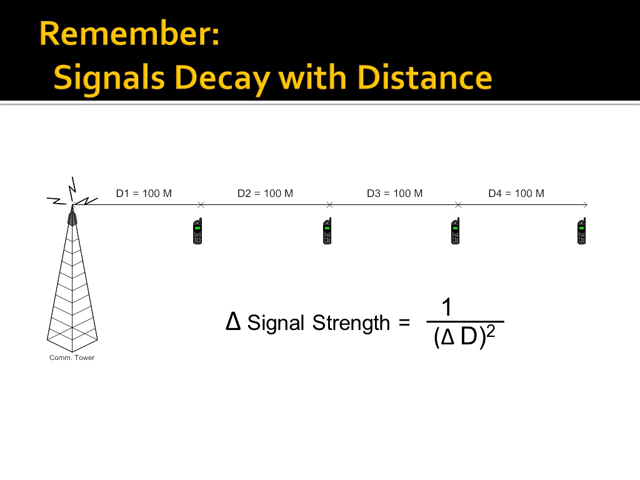 Remember:
Signals Decay with Distance
D1 = 100 M D2 = 100 M D3 = 100 M D4 = 100 M
Δ Signal Strength = 1 / (Δ D)²
Comm. Tower